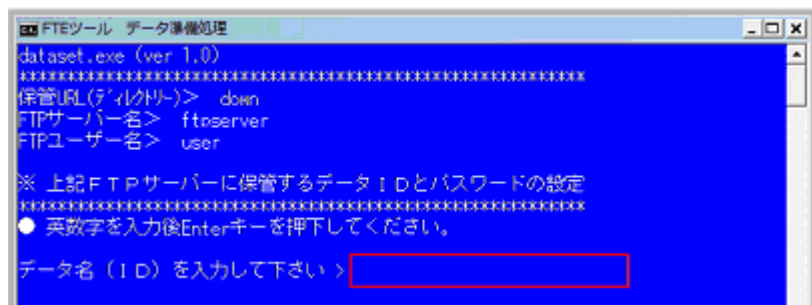 FTEツール データ準備処理
dataset.exe (ver 1.0)
***********************************************************
保管URL(ディレクトリー)> down
FTPサーバー名> ftpserver
FTPユーザー名> user
※ 上記FTPサーバーに保管するデータIDとパスワードの設定
***********************************************************
● 英数字を入力後Enterキーを押下してください。
データ名(ID)を入力して下さい >